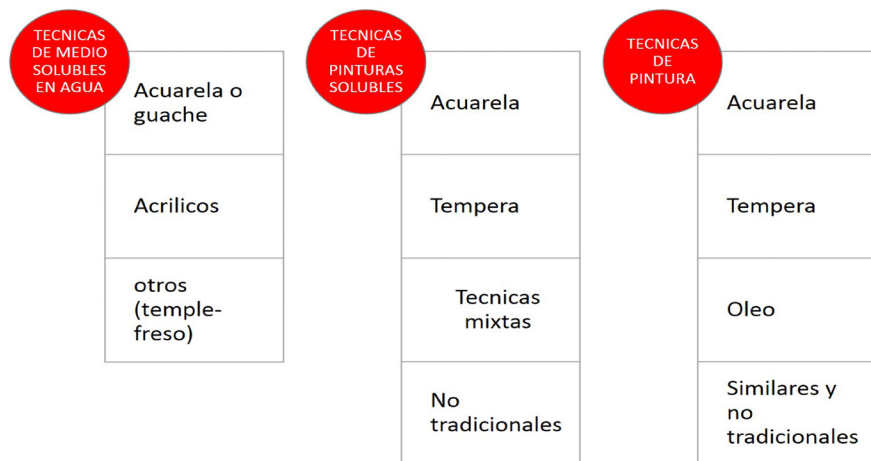 TECNICAS
DE MEDIO
SOLUBLES
EN AGUA
Acuarela o
guache
Acrilicos
otros
(temple-
freso)
TECNICAS
DE
PINTURAS
SOLUBLES
Acuarela
Tempera
Tecnicas
mixtas
No
tradicionales
TECNICAS
DE
PINTURA
Acuarela
Tempera
Oleo
Similares y
no
tradicionales